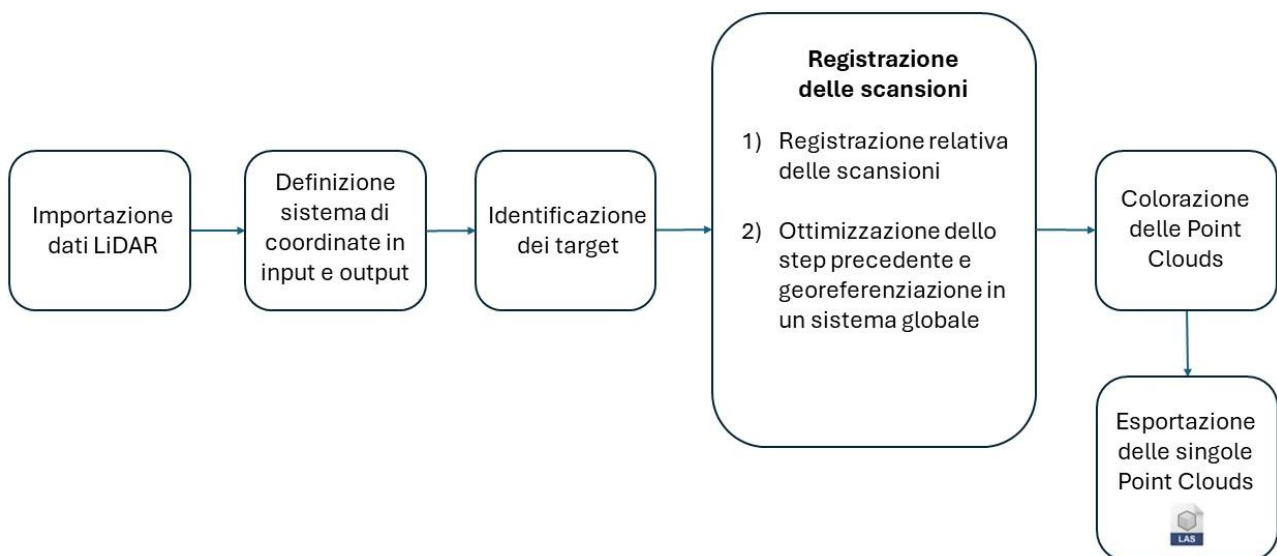 Importazione
dati LiDAR
Definizione
sistema di
coordinate in
input e output
Identificazione
dei target
Registrazione
delle scansioni
1) Registrazione relativa
delle scansioni
2) Ottimizzazione dello
step precedente e
georeferenziazione in
un sistema globale
Colorazione
delle Point
Clouds
Esportazione
delle singole
Point Clouds
LAS